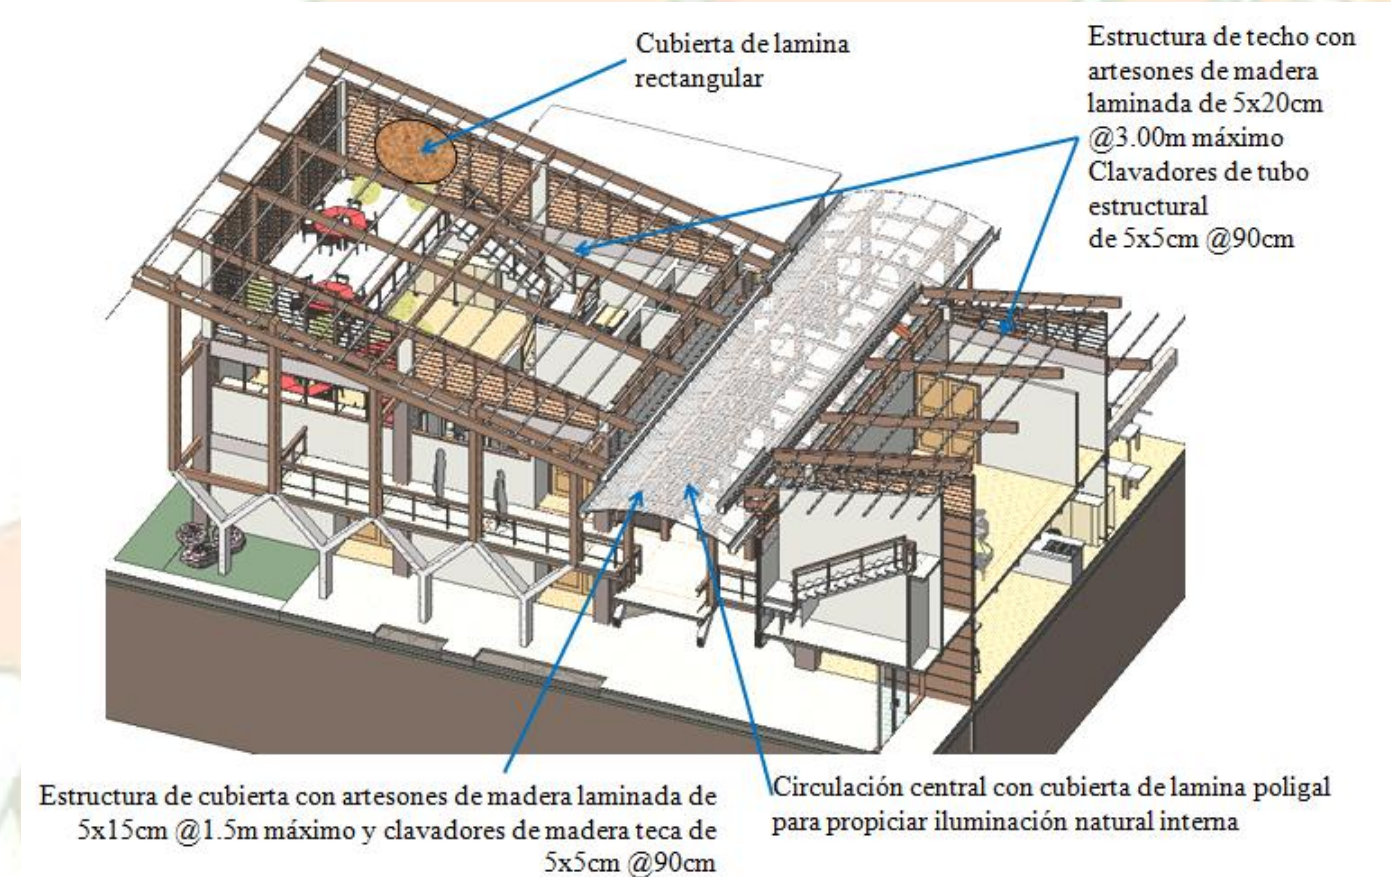 Cubierta de lamina
rectangular
Estructura de techo con
artesones de madera
laminada de 5x20cm
@3.00m máximo
Clavadores de tubo
estructural
de 5x5cm @90cm
Estructura de cubierta con artesones de madera laminada de
5x15cm @1.5m máximo y clavadores de madera teca de
5x5cm @90cm
Circulación central con cubierta de lamina poligal
para propiciar iluminación natural interna